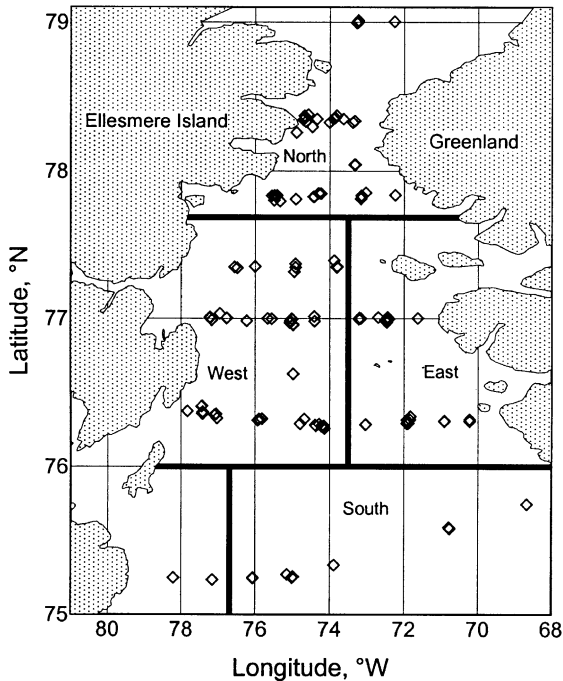 79
Ellesmere Island
Greenland
North
78
Latitude, °N
77
West
East
76
South
75
80 78 76 74 72 70 68
Longitude, °W